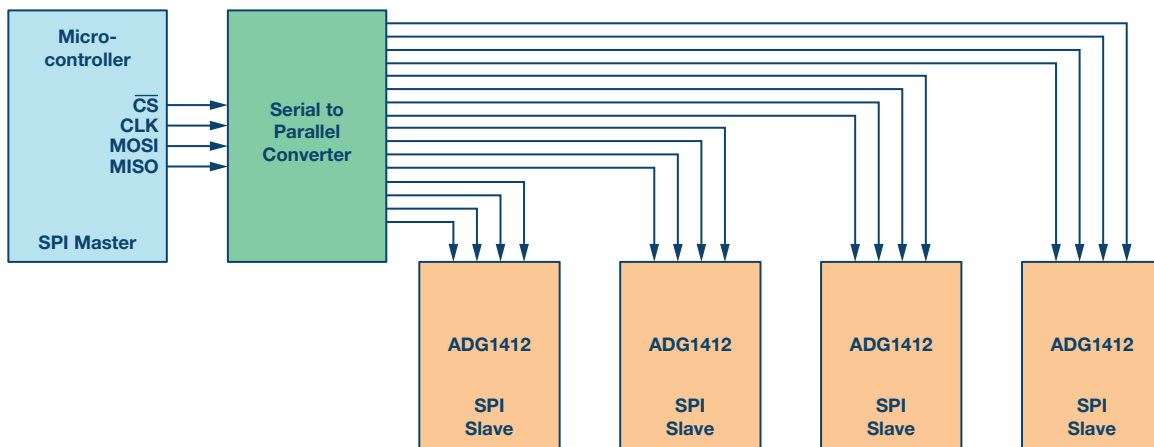 Micro-
controller
CS
CLK
MOSI
MISO
SPI Master
Serial to
Parallel
Converter
ADG1412
SPI
Slave
ADG1412
SPI
Slave
ADG1412
SPI
Slave
ADG1412
SPI
Slave